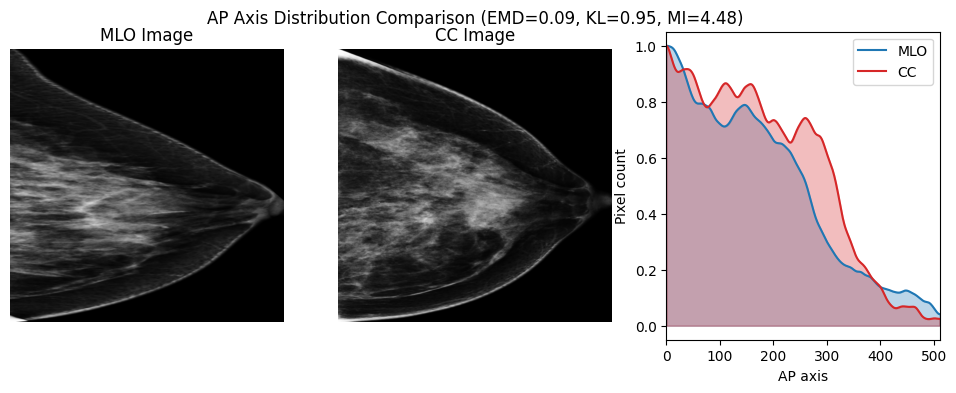 AP Axis Distribution Comparison (EMD=0.09, KL=0.95, MI=4.48)
MLO Image
CC Image
MLO
CC
Pixel count
1.0
0.8
0.6
0.4
0.2
0.0
0 100 200 300 400 500
AP axis